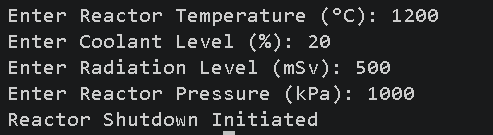 Enter Reactor Temperature (°C): 1200
Enter Coolant Level (%): 20
Enter Radiation Level (mSv): 500
Enter Reactor Pressure (kPa): 1000
Reactor Shutdown Initiated